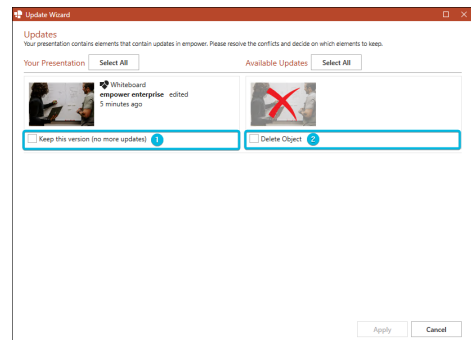 Update Wizard
Updates
Your presentation contains elements that contain updates in empower. Please resolve the conflicts and decide on which elements to keep.
Your Presentation Select All
Available Updates Select All
Whiteboard
empower enterprise edited
5 minutes ago
Keep this version (no more updates) 1
Delete Object 2
Apply Cancel